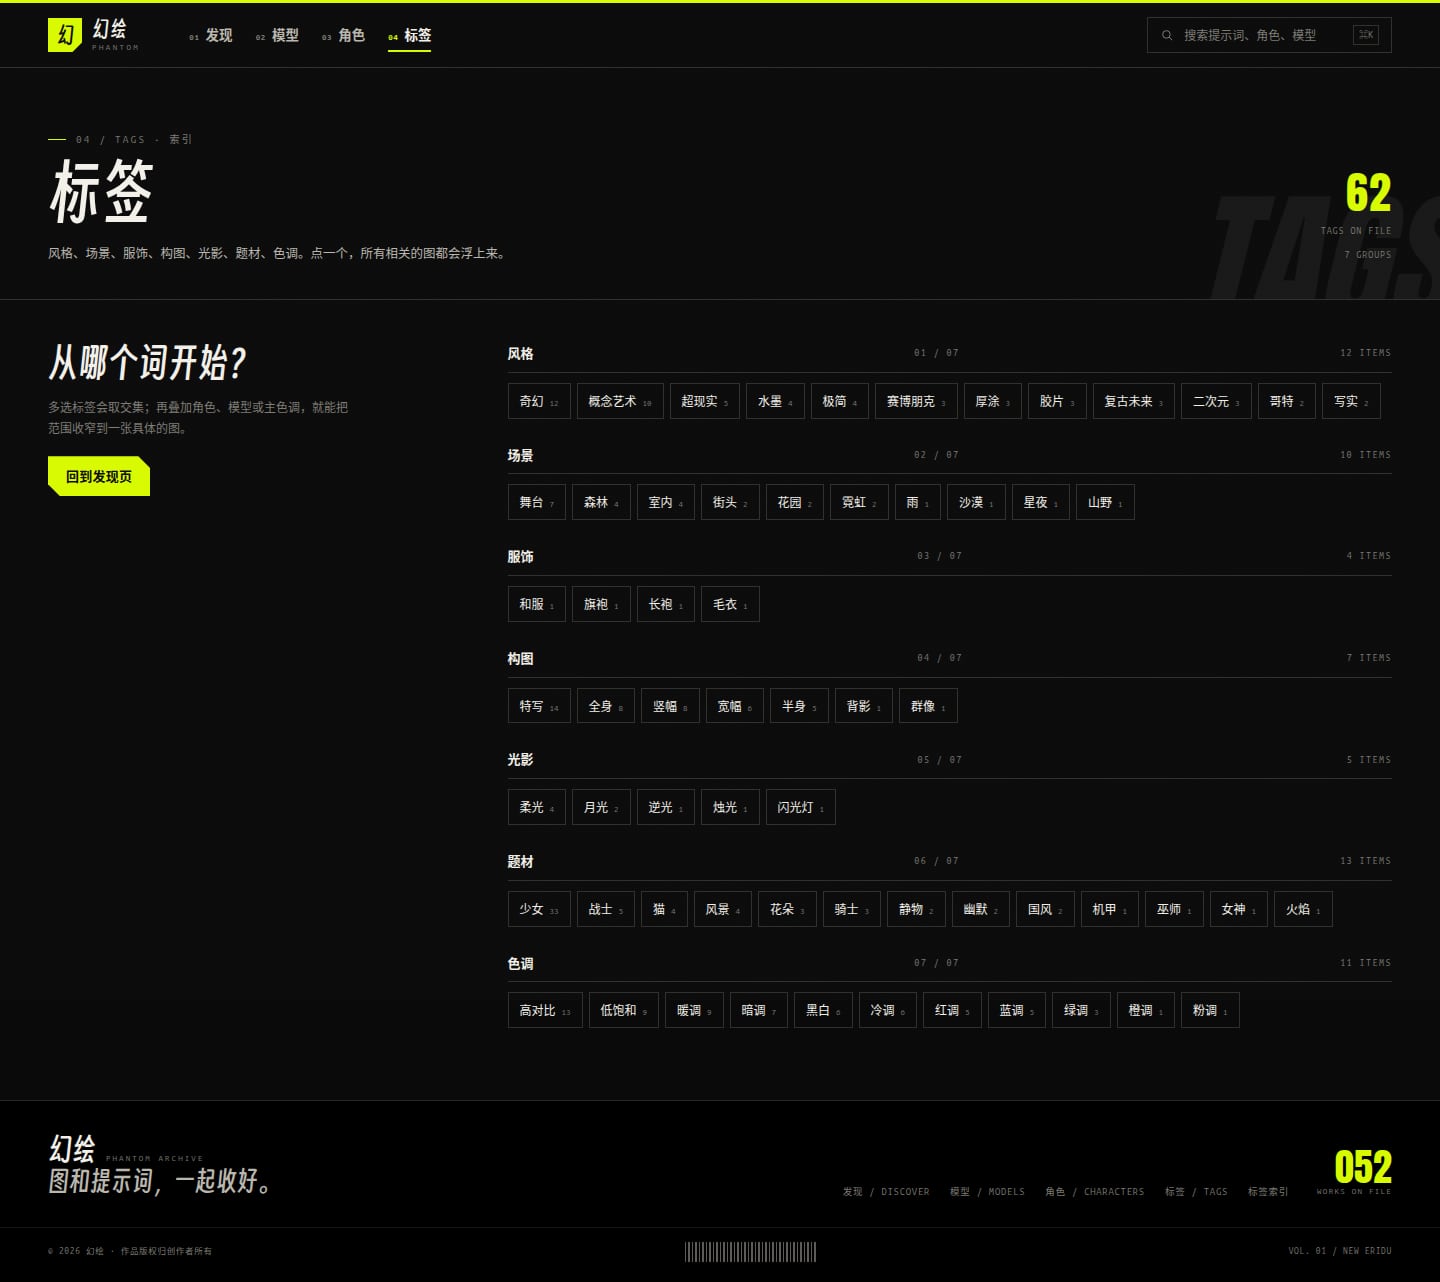 幻 幻绘
PHANTOM
01 发现 02 模型 03 角色 04 标签
搜索提示词、角色、模型 ⌘K
04 / TAGS · 索引
标签
风格、场景、服饰、构图、光影、题材、色调。点一个，所有相关的图都会浮上来。
TAGS
62
TAGS ON FILE
7 GROUPS
从哪个词开始？
多选标签会取交集；再叠加角色、模型或主色调，就能把
范围收窄到一张具体的图。
回到发现页
风格 01 / 07 12 ITEMS
奇幻 12 概念艺术 10 超现实 5 水墨 4 极简 4 赛博朋克 3 厚涂 3 胶片 3 复古未来 3 二次元 3 哥特 2 写实 2
场景 02 / 07 10 ITEMS
舞台 7 森林 4 室内 4 街头 2 花园 2 霓虹 2 雨 1 沙漠 1 星夜 1 山野 1
服饰 03 / 07 4 ITEMS
和服 1 旗袍 1 长袍 1 毛衣 1
构图 04 / 07 7 ITEMS
特写 14 全身 8 竖幅 8 宽幅 6 半身 5 背影 1 群像 1
光影 05 / 07 5 ITEMS
柔光 4 月光 2 逆光 1 烛光 1 闪光灯 1
题材 06 / 07 13 ITEMS
少女 33 战士 5 猫 4 风景 4 花朵 3 骑士 3 静物 2 幽默 2 国风 2 机甲 1 巫师 1 女神 1 火焰 1
色调 07 / 07 11 ITEMS
高对比 13 低饱和 9 暖调 9 暗调 7 黑白 6 冷调 6 红调 5 蓝调 5 绿调 3 橙调 1 粉调 1
幻绘 PHANTOM ARCHIVE
图和提示词，一起收好。
发现 / DISCOVER 模型 / MODELS 角色 / CHARACTERS 标签 / TAGS 标签索引
052
WORKS ON FILE
© 2026 幻绘 · 作品版权归创作者所有
VOL. 01 / NEW ERIDU